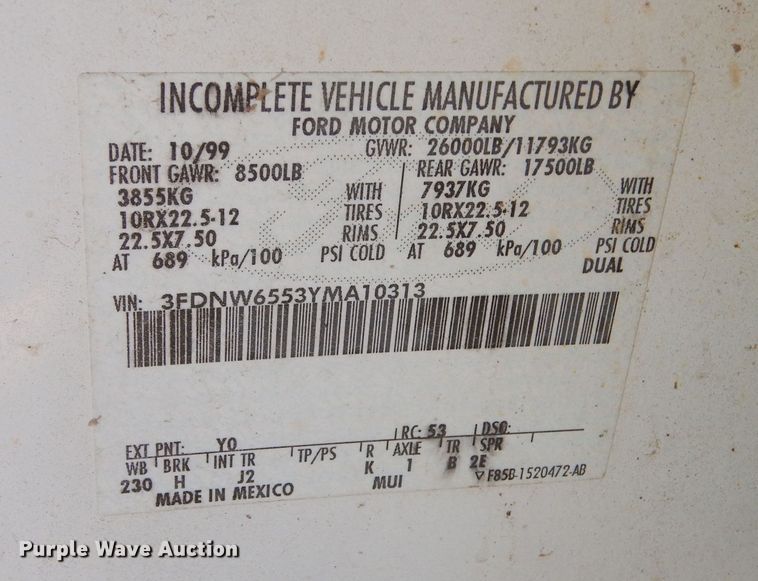 INCOMPLETE VEHICLE MANUFACTURED BY
FORD MOTOR COMPANY
DATE: 10/99 GVWR: 26000LB/11793KG
FRONT GAWR: 8500LB REAR GAWR: 17500LB
3855KG WITH 7937KG WITH
10RX22.5-12 TIRES 10RX22.5-12 TIRES
22.5X7.50 RIMS 22.5X7.50 RIMS
AT 689 kPa/100 PSI COLD AT 689 kPa/100 PSI COLD
DUAL
VIN: 3FDNW6553YMA10313
EXT PNT: YO RC: 53 DSO:
WB BRK INT TR TP/PS R AXLE TR SPR
230 H J2 K 1 B 2E
MADE IN MEXICO MUI F85B-1520472-AB
Purple Wave Auction